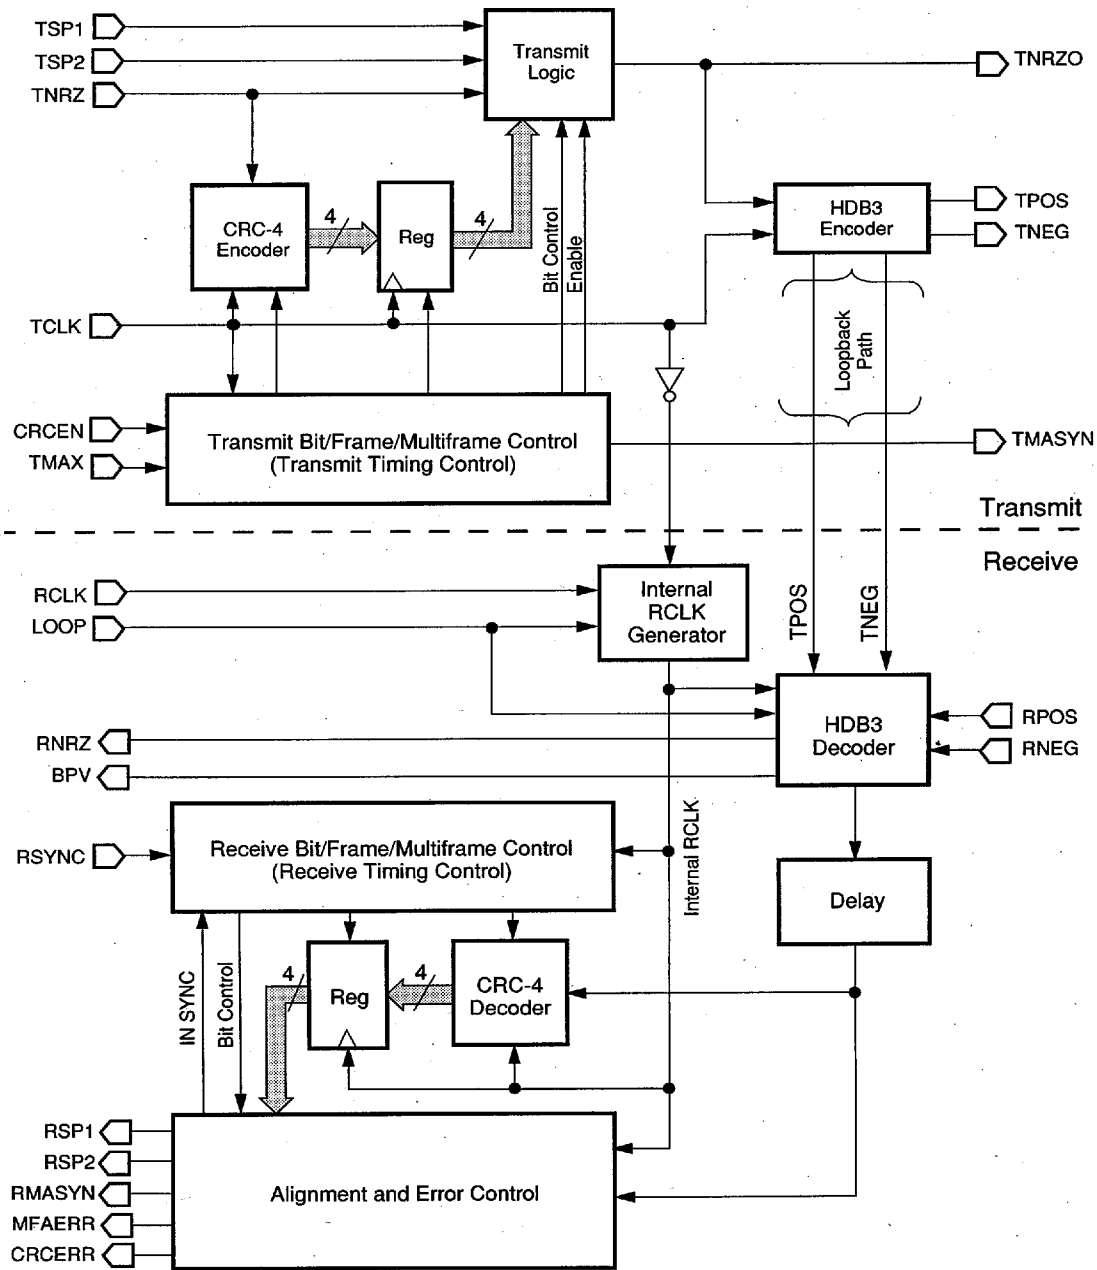 TSP1
TSP2
TNRZ
Transmit
Logic
TNRZO
CRC-4
Encoder
4
Reg
4
Bit Control
Enable
HDB3
Encoder
TPOS
TNEG
TCLK
Loopback
Path
CRCEN
TMAX
Transmit Bit/Frame/Multiframe Control
(Transmit Timing Control)
TMASYN
Transmit
Receive
RCLK
LOOP
Internal
RCLK
Generator
TPOS
TNEG
HDB3
Decoder
RPOS
RNEG
RNRZ
BPV
RSYNC
Receive Bit/Frame/Multiframe Control
(Receive Timing Control)
Internal RCLK
Delay
IN SYNC
Bit Control
4
Reg
4
CRC-4
Decoder
RSP1
RSP2
RMASYN
MFAERR
CRCERR
Alignment and Error Control